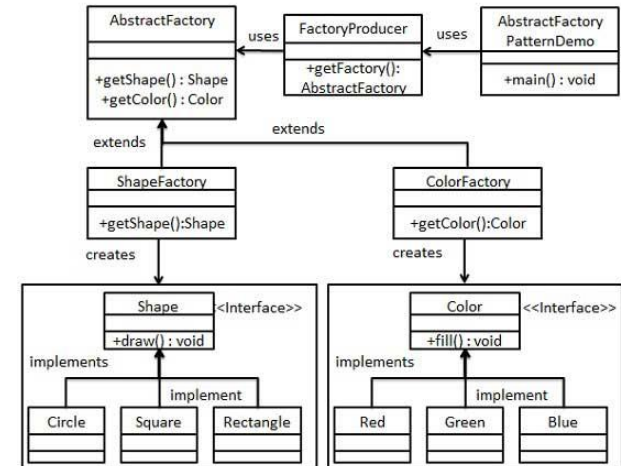 AbstractFactory
+getShape() : Shape
+getColor() : Color
uses
FactoryProducer
+getFactory():
AbstractFactory
uses
AbstractFactory
PatternDemo
+main() : void
extends
extends
ShapeFactory
+getShape():Shape
ColorFactory
+getColor():Color
creates
creates
Shape
<<Interface>>
+draw() : void
implements
implement
Circle
Square
Rectangle
Color
<<Interface>>
+fill() : void
implements
implement
Red
Green
Blue